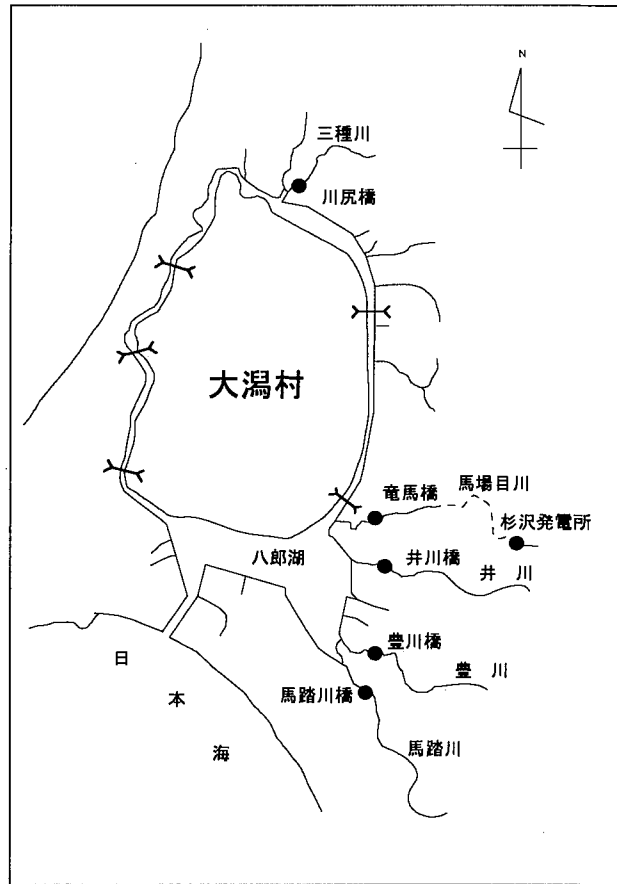 N
三種川
川尻橋
大潟村
竜馬橋
馬場目川
杉沢発電所
八郎湖
井川橋
井 川
豊川橋
豊 川
馬踏川橋
馬踏川
日本海